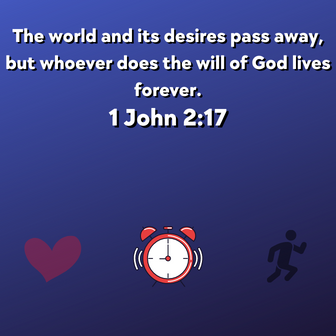 The world and its desires pass away,
but whoever does the will of God lives
forever.
1 John 2:17